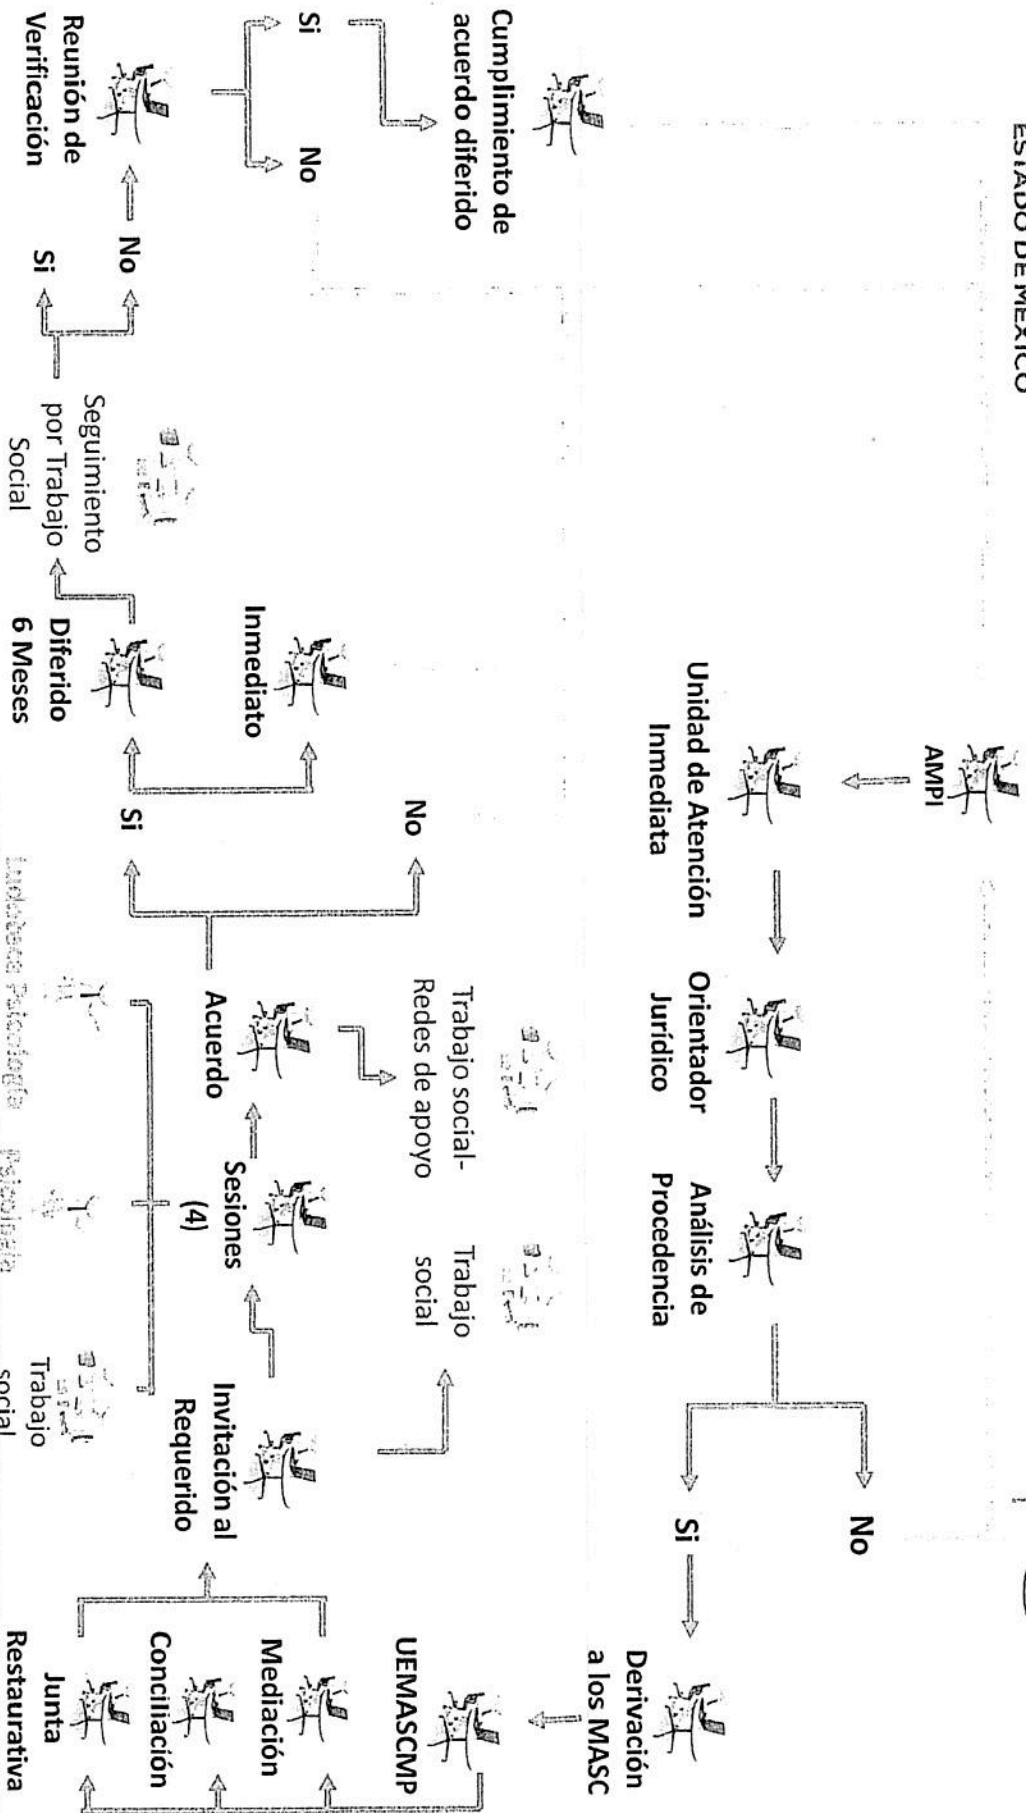 ESTADO DE MÉXICO
AMPI
Unidad de Atención
Inmediata
Orientador
Jurídico
Análisis de
Procedencia
No
Si
Derivación
a los MASC
UEMASCMP
Mediación
Conciliación
Junta
Restaurativa
Invitación al
Requerido
Trabajo
social
Sesiones
(4)
Trabajo
social
Psicología
Ludoteca Psicología
Acuerdo
Trabajo social-
Redes de apoyo
No
Si
Inmediato
Diferido
6 Meses
Seguimiento
por Trabajo
Social
No
Si
Reunión de
Verificación
Si
No
Cumplimiento de
acuerdo diferido